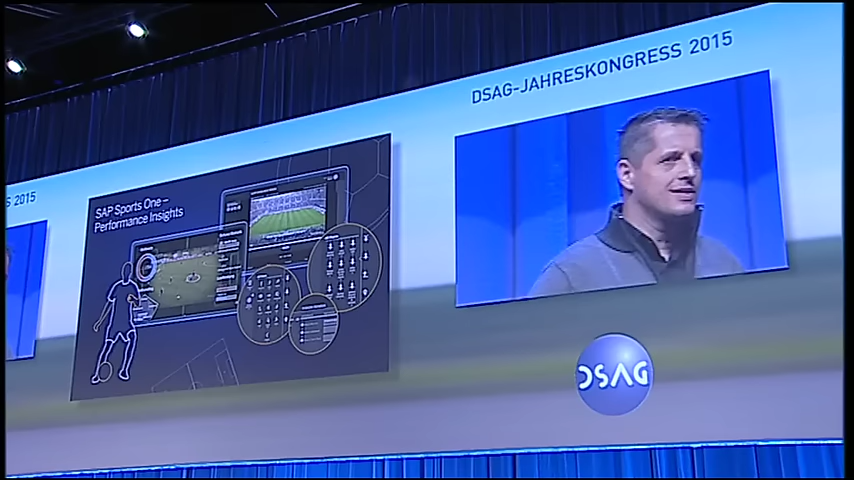 DSAG-JAHRESKONGRESS 2015
S 2015
SAP Sports One –
Performance Insights
DSAG